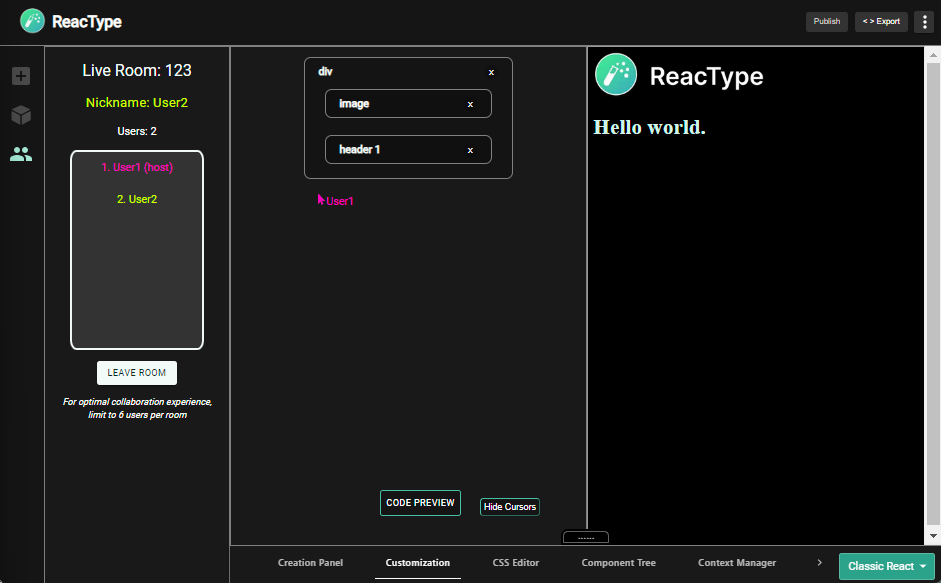 ReacType
Publish
< > Export
Live Room: 123
Nickname: User2
Users: 2
1. User1 (host)
2. User2
LEAVE ROOM
For optimal collaboration experience,
limit to 6 users per room
div
x
image
x
header 1
x
User1
CODE PREVIEW
Hide Cursors
ReacType
Hello world.
......
Creation Panel
Customization
CSS Editor
Component Tree
Context Manager
Classic React